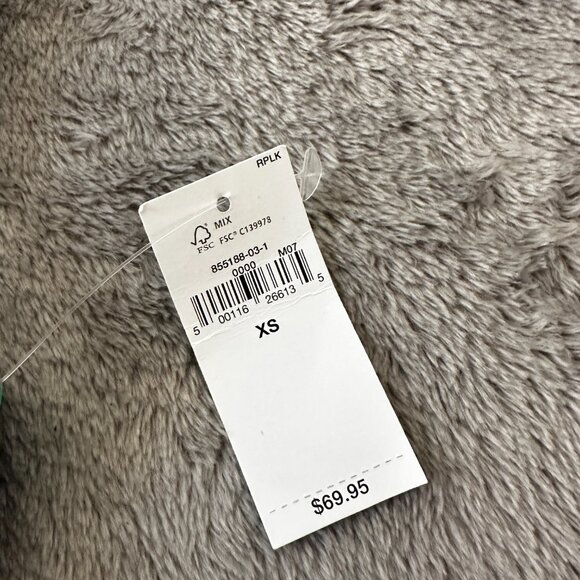 RPLK
MIX
FSC FSC® C139978
855188-03-1
0000 M07
5 00116 26613 5
XS
$69.95